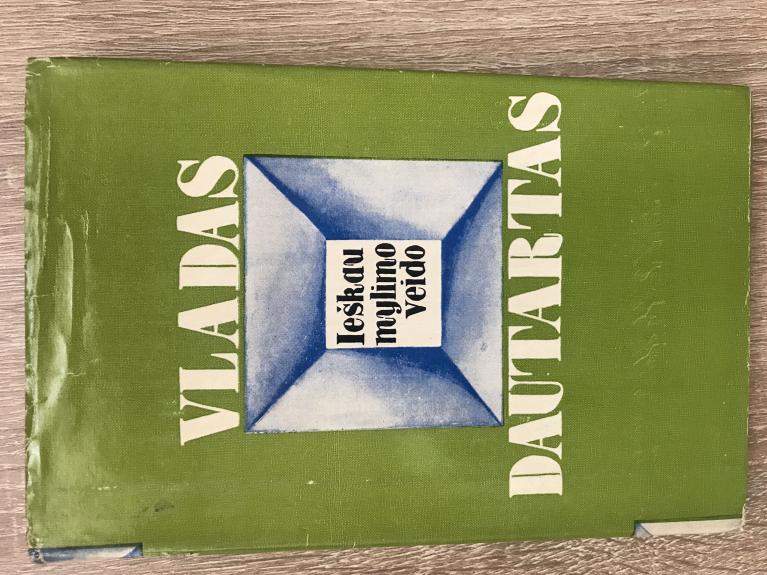 VLADAS
Ieškau
mylimo
veido
DAUTARTAS